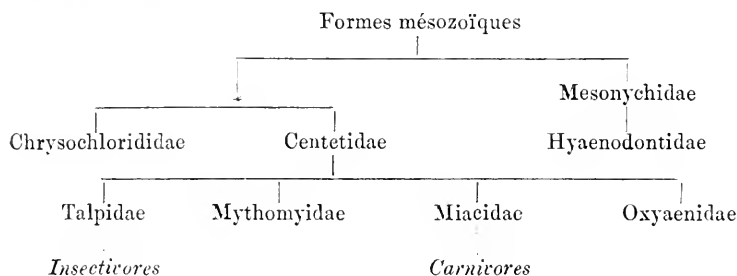 Formes mésozoïques
Mesonychidae
Chrysochlorididae Centetidae Hyaenodontidae
Talpidae Mythomyidae Miacidae Oxyaenidae
Insectivores Carnivores